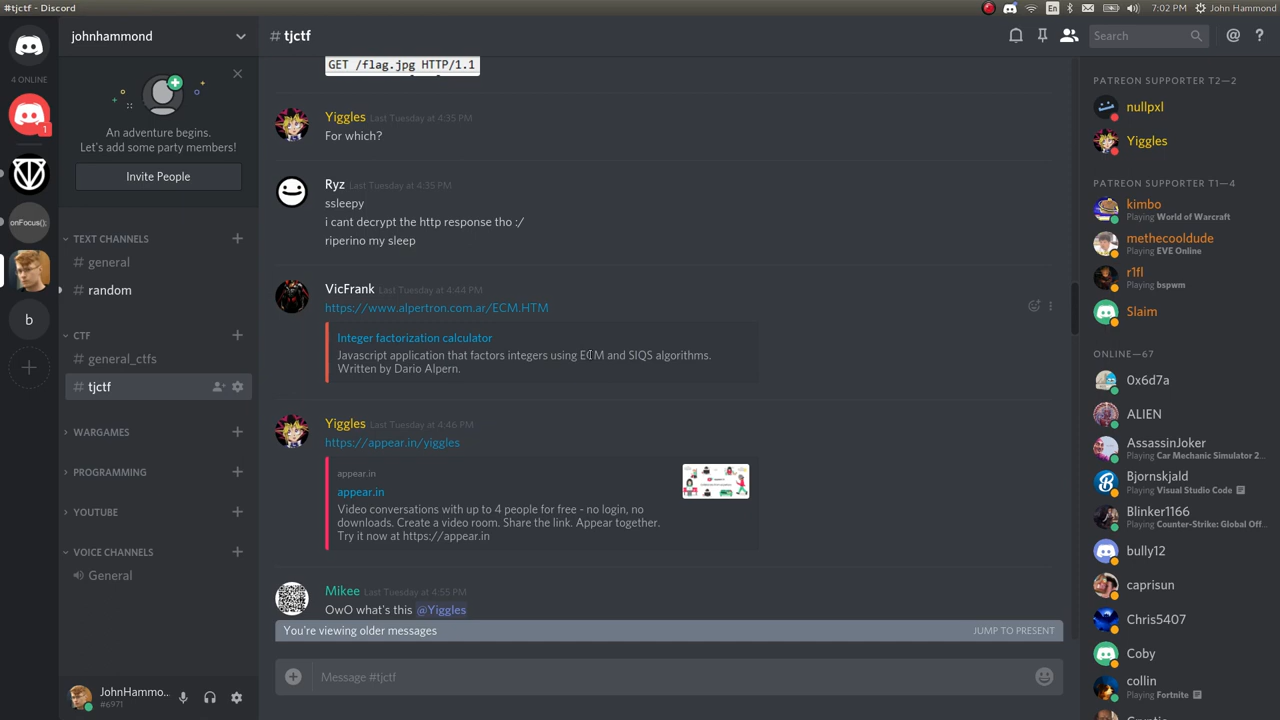 #tjctf - Discord
En
7:02 PM
John Hammond
4 ONLINE
1
onFocus();
b
johnhammond
An adventure begins.
Let's add some party members!
Invite People
TEXT CHANNELS
# general
# random
CTF
# general_ctfs
# tjctf
WARGAMES
PROGRAMMING
YOUTUBE
VOICE CHANNELS
General
JohnHammo...
#6971
# tjctf
Search
GET /flag.jpg HTTP/1.1
Yiggles Last Tuesday at 4:35 PM
For which?
Ryz Last Tuesday at 4:35 PM
ssleepy
i cant decrypt the http response tho :/
riperino my sleep
VicFrank Last Tuesday at 4:44 PM
https://www.alpertron.com.ar/ECM.HTM
Integer factorization calculator
Javascript application that factors integers using ECM and SIQS algorithms.
Written by Dario Alpern.
Yiggles Last Tuesday at 4:46 PM
https://appear.in/yiggles
appear.in
appear.in
Video conversations with up to 4 people for free - no login, no
downloads. Create a video room. Share the link. Appear together.
Try it now at https://appear.in
Mikee Last Tuesday at 4:55 PM
OwO what's this @Yiggles
You're viewing older messages
JUMP TO PRESENT
Message #tjctf
PATREON SUPPORTER T2—2
nullpxl
Yiggles
PATREON SUPPORTER T1—4
kimbo
Playing World of Warcraft
methecooldude
Playing EVE Online
r1fl
Playing bspwm
Slaim
ONLINE—67
0x6d7a
ALIEN
AssassinJoker
Playing Car Mechanic Simulator 2...
Bjornskjald
Playing Visual Studio Code
Blinker1166
Playing Counter-Strike: Global Off...
bully12
caprisun
Chris5407
Coby
collin
Playing Fortnite